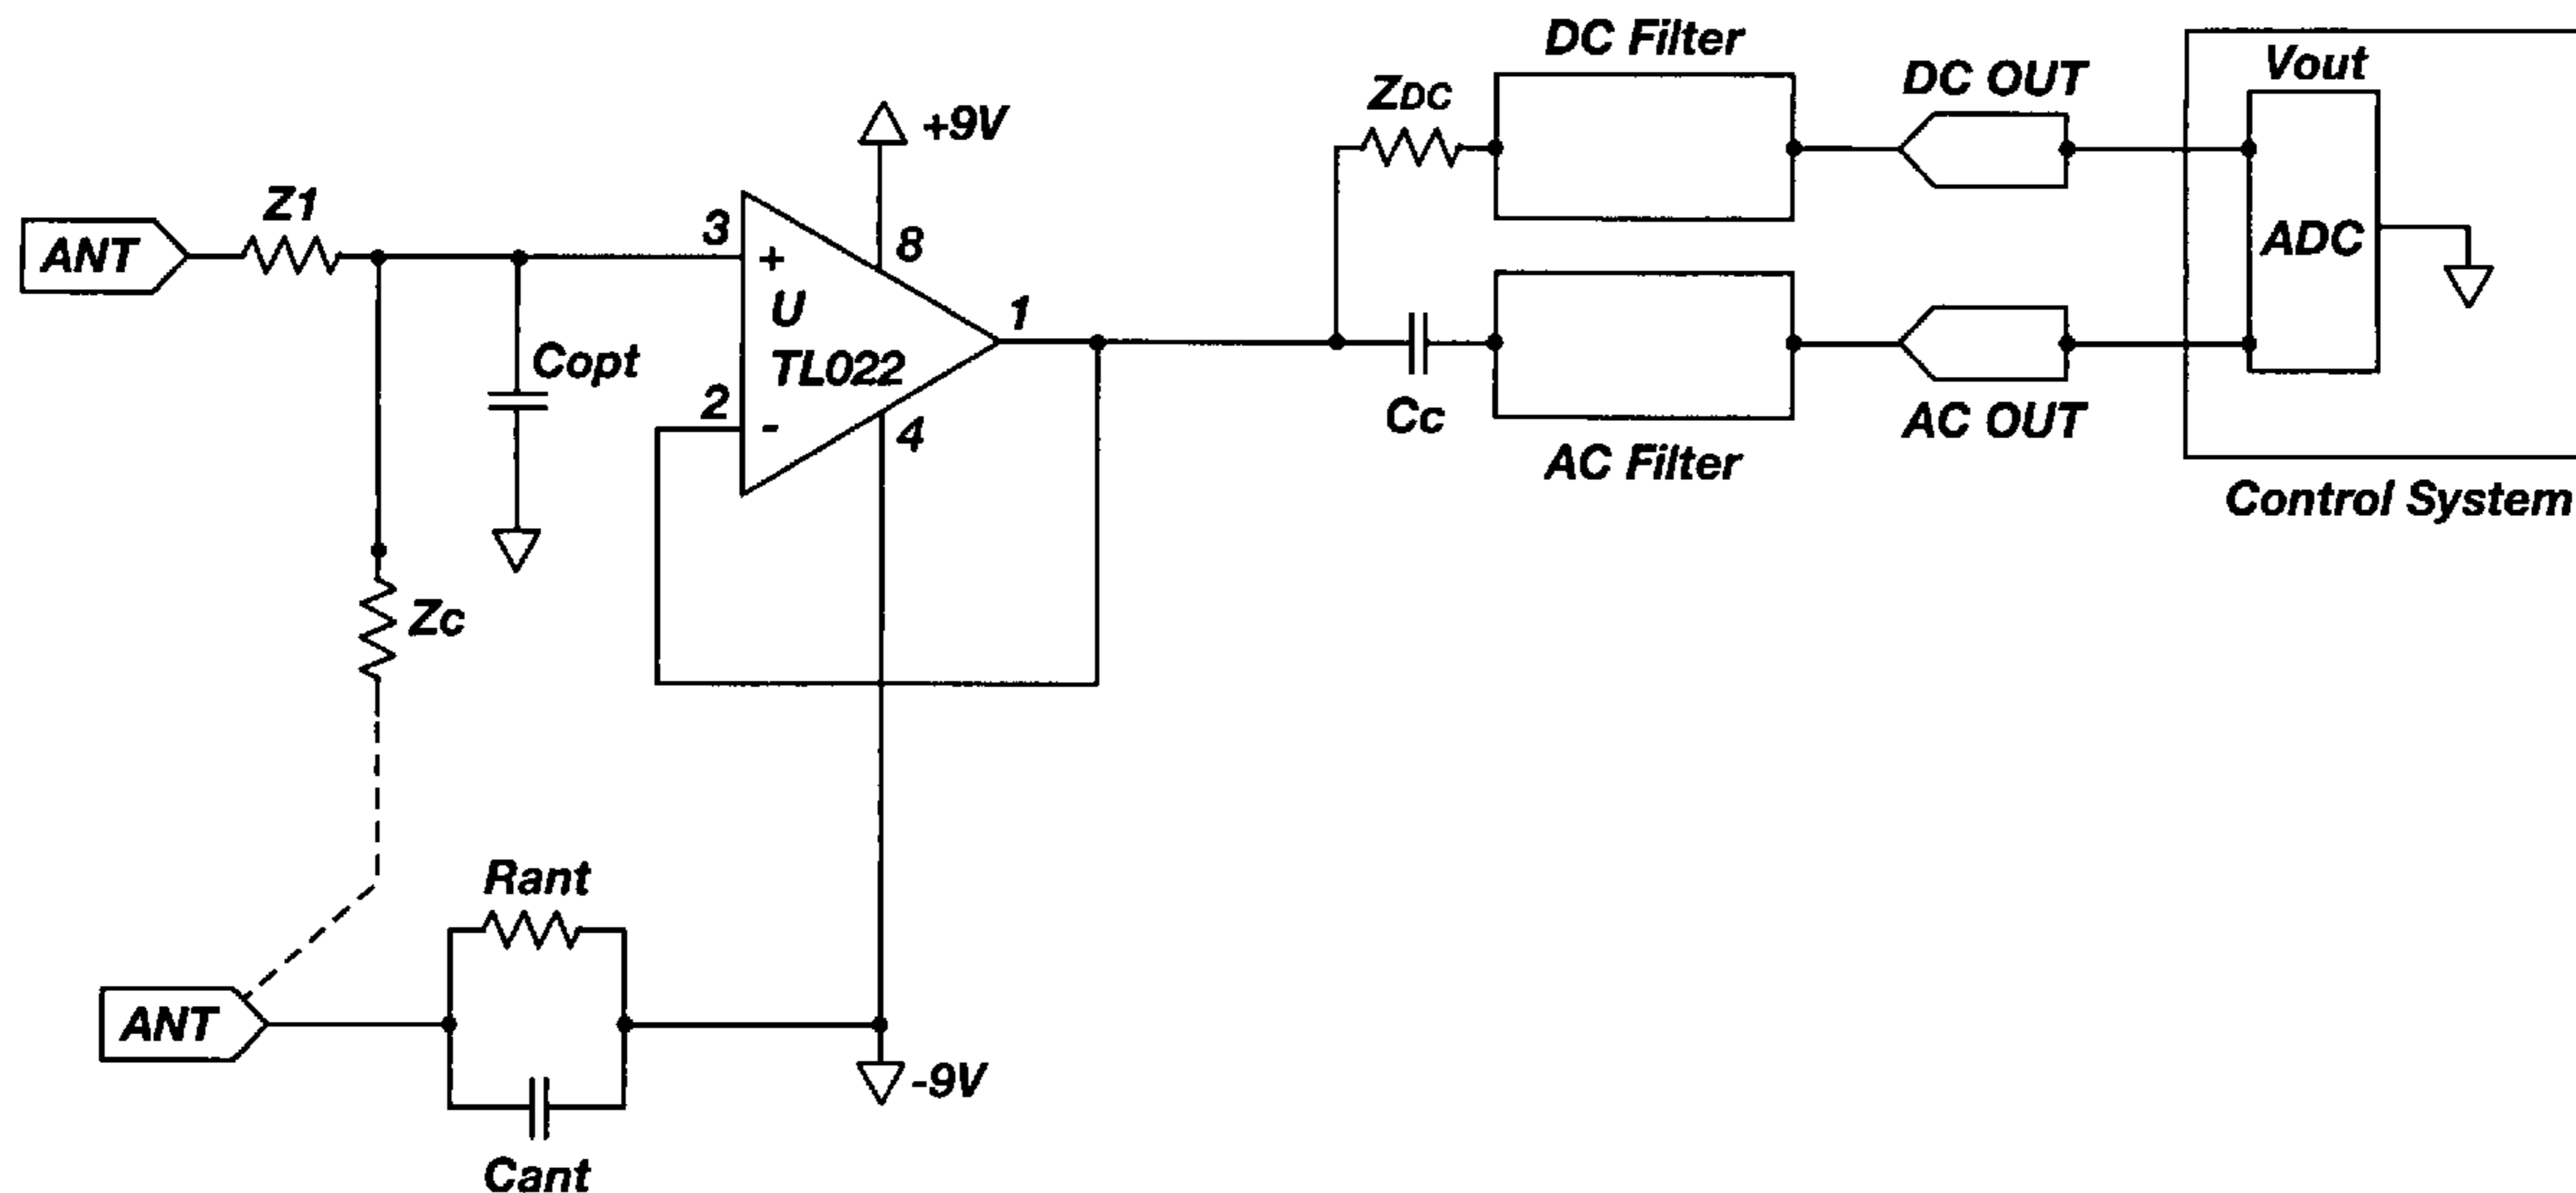 DC Filter
Vout
DC OUT
ZDC
+9V
Z1
3
8
ANT
+
ADC
U
1
TL022
Copt
2
-
4
Cc
AC OUT
AC Filter
Control System
Zc
Rant
ANT
-9V
Cant